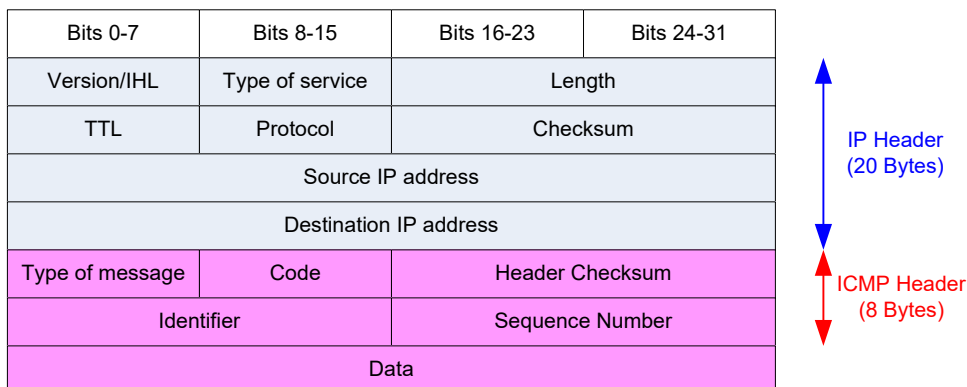 Bits 0-7 Bits 8-15 Bits 16-23 Bits 24-31
Version/IHL Type of service Length
TTL Protocol Checksum
Source IP address
Destination IP address
Type of message Code Header Checksum
Identifier Sequence Number
Data
IP Header
(20 Bytes)
ICMP Header
(8 Bytes)